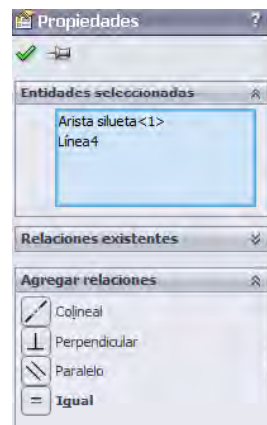 Propiedades ?
Entidades seleccionadas
Arista silueta<1>
Línea4
Relaciones existentes
Agregar relaciones
Colineal
Perpendicular
Paralelo
Igual